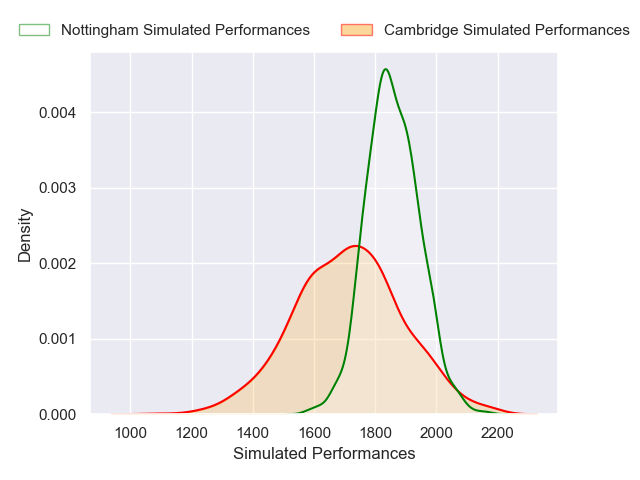 Nottingham Simulated Performances
Cambridge Simulated Performances
Density
0.004
0.003
0.002
0.001
0.000
1000 1200 1400 1600 1800 2000 2200
Simulated Performances